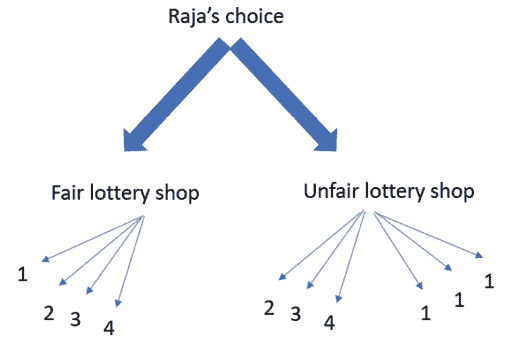 Raja's choice
Fair lottery shop
Unfair lottery shop
1
2 3 4
2 3 4
1 1 1